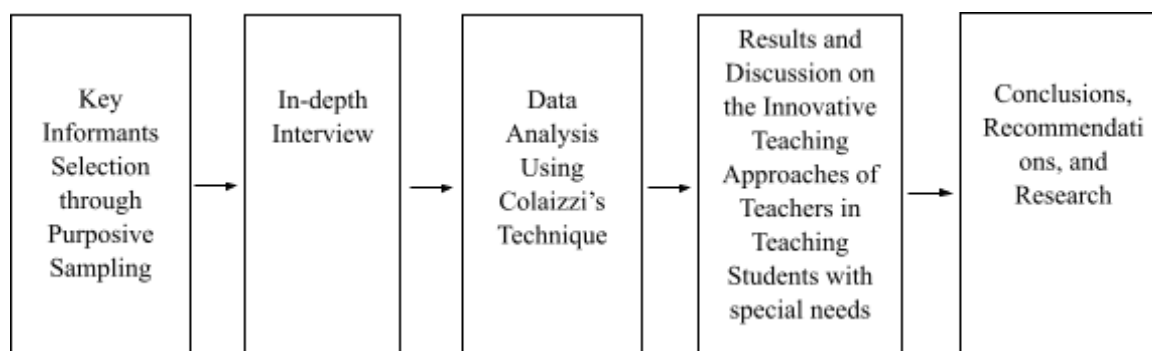 Key
Informants
Selection
through
Purposive
Sampling
In-depth
Interview
Data
Analysis
Using
Colaizzi’s
Technique
Results and
Discussion on
the Innovative
Teaching
Approaches of
Teachers in
Teaching
Students with
special needs
Conclusions,
Recommendati
ons, and
Research